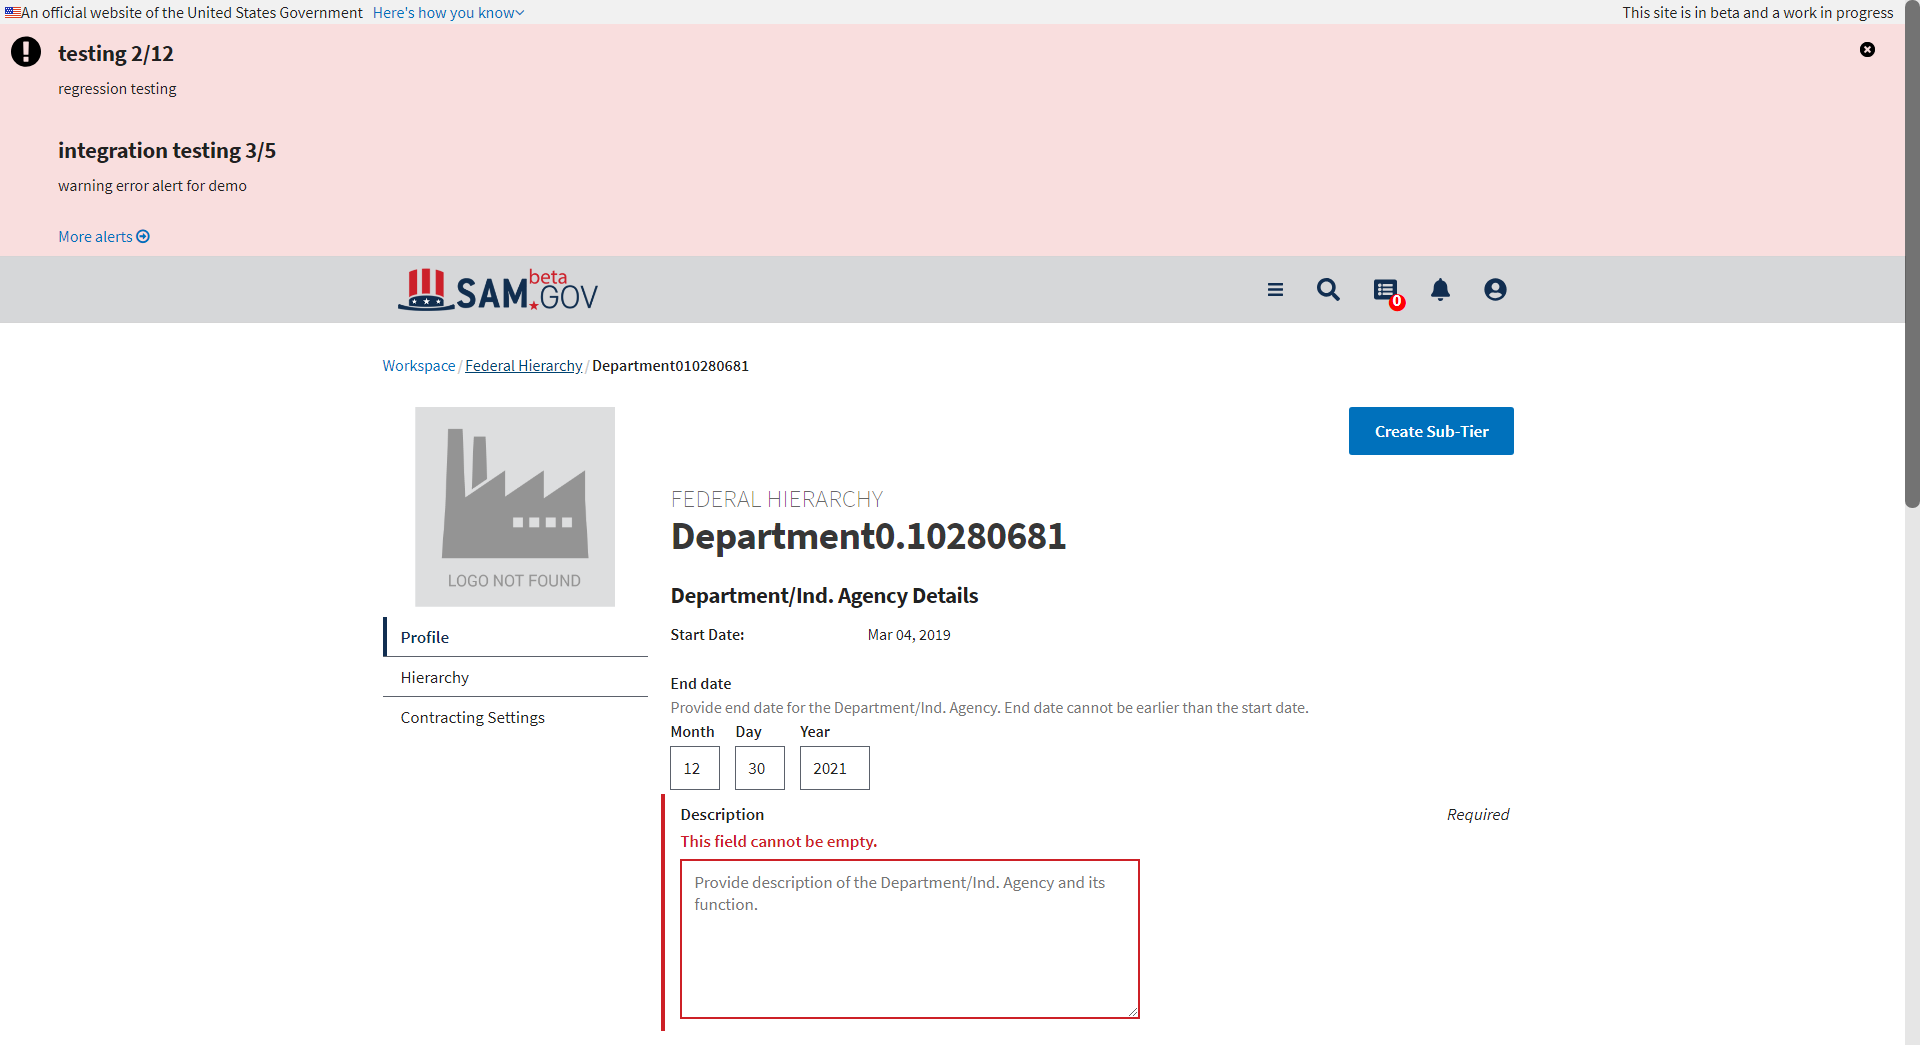 An official website of the United States Government Here's how you know
This site is in beta and a work in progress
testing 2/12
regression testing
integration testing 3/5
warning error alert for demo
More alerts
SAM.GOV beta
0
Workspace / Federal Hierarchy / Department010280681
LOGO NOT FOUND
Create Sub-Tier
FEDERAL HIERARCHY
Department0.10280681
Profile
Hierarchy
Contracting Settings
Department/Ind. Agency Details
Start Date: Mar 04, 2019
End date
Provide end date for the Department/Ind. Agency. End date cannot be earlier than the start date.
Month Day Year
12 30 2021
Description Required
This field cannot be empty.
Provide description of the Department/Ind. Agency and its
function.